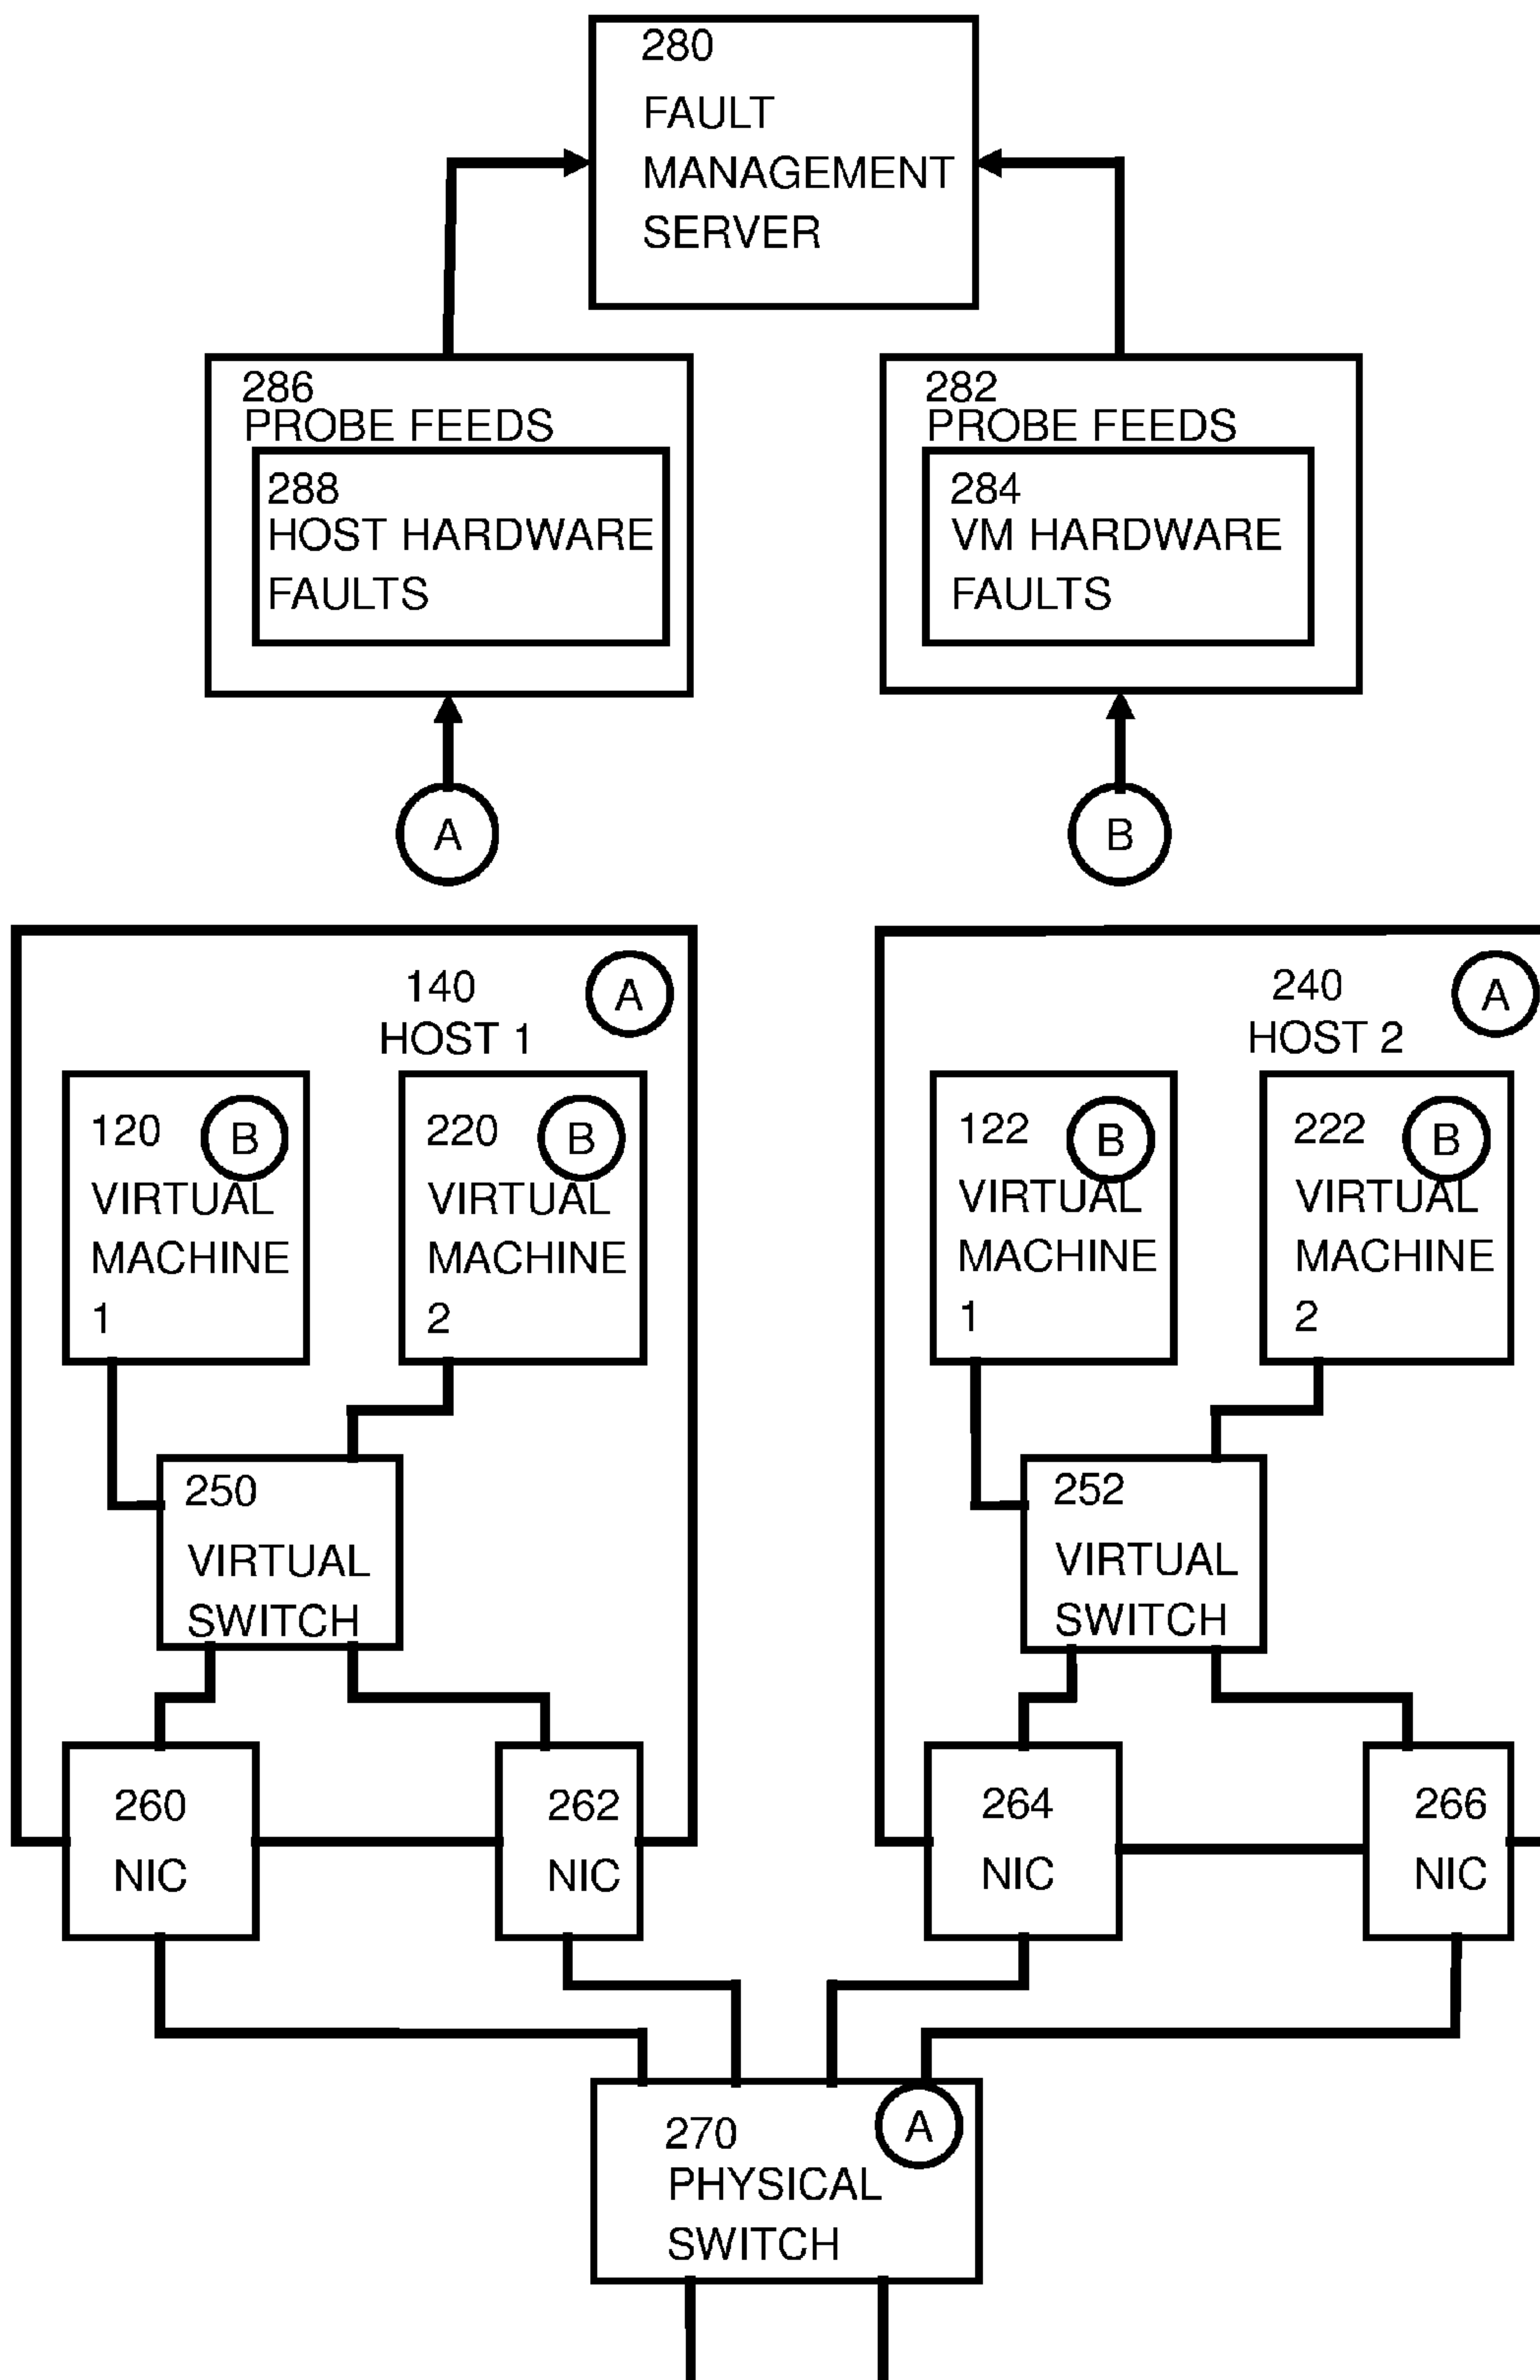 280
FAULT
MANAGEMENT
SERVER
286
PROBE FEEDS
288
HOST HARDWARE
FAULTS
282
PROBE FEEDS
284
VM HARDWARE
FAULTS
A
B
140
HOST 1
A
120
B
VIRTUAL
MACHINE
1
220
B
VIRTUAL
MACHINE
2
250
VIRTUAL
SWITCH
260
NIC
262
NIC
240
HOST 2
A
122
B
VIRTUAL
MACHINE
1
222
B
VIRTUAL
MACHINE
2
252
VIRTUAL
SWITCH
264
NIC
266
NIC
270
A
PHYSICAL
SWITCH